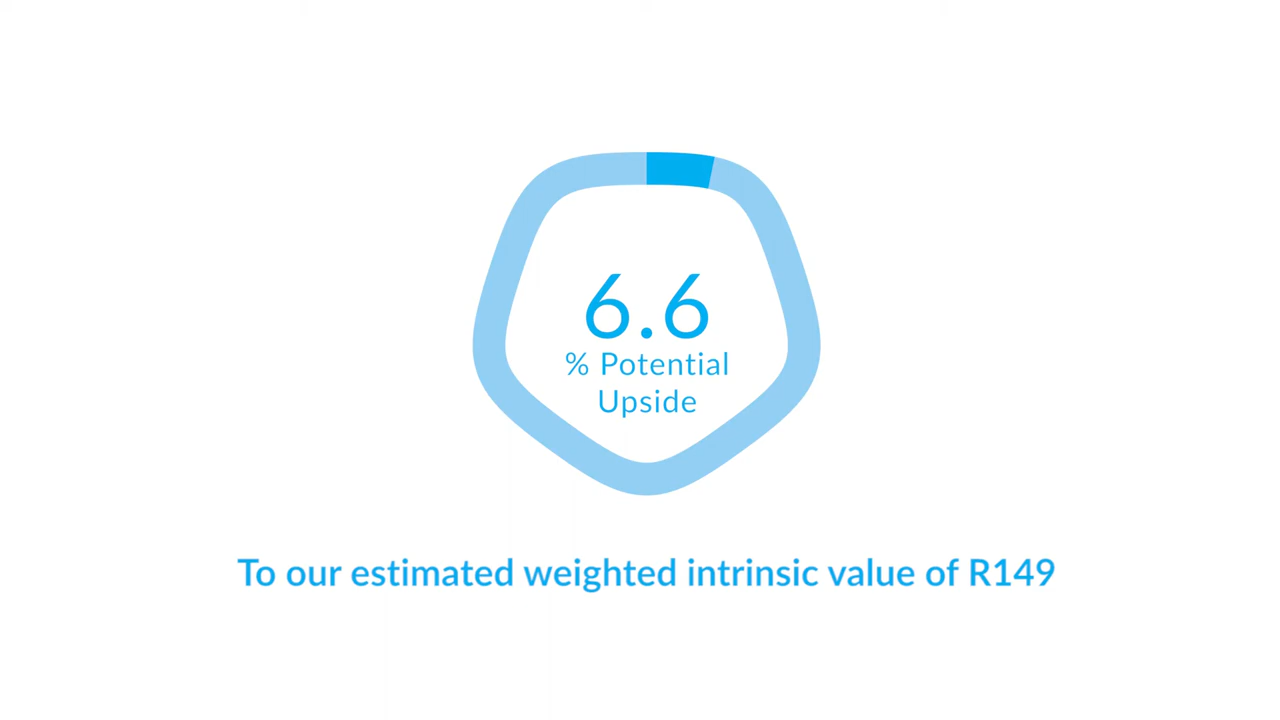 6.6
% Potential
Upside
To our estimated weighted intrinsic value of R149